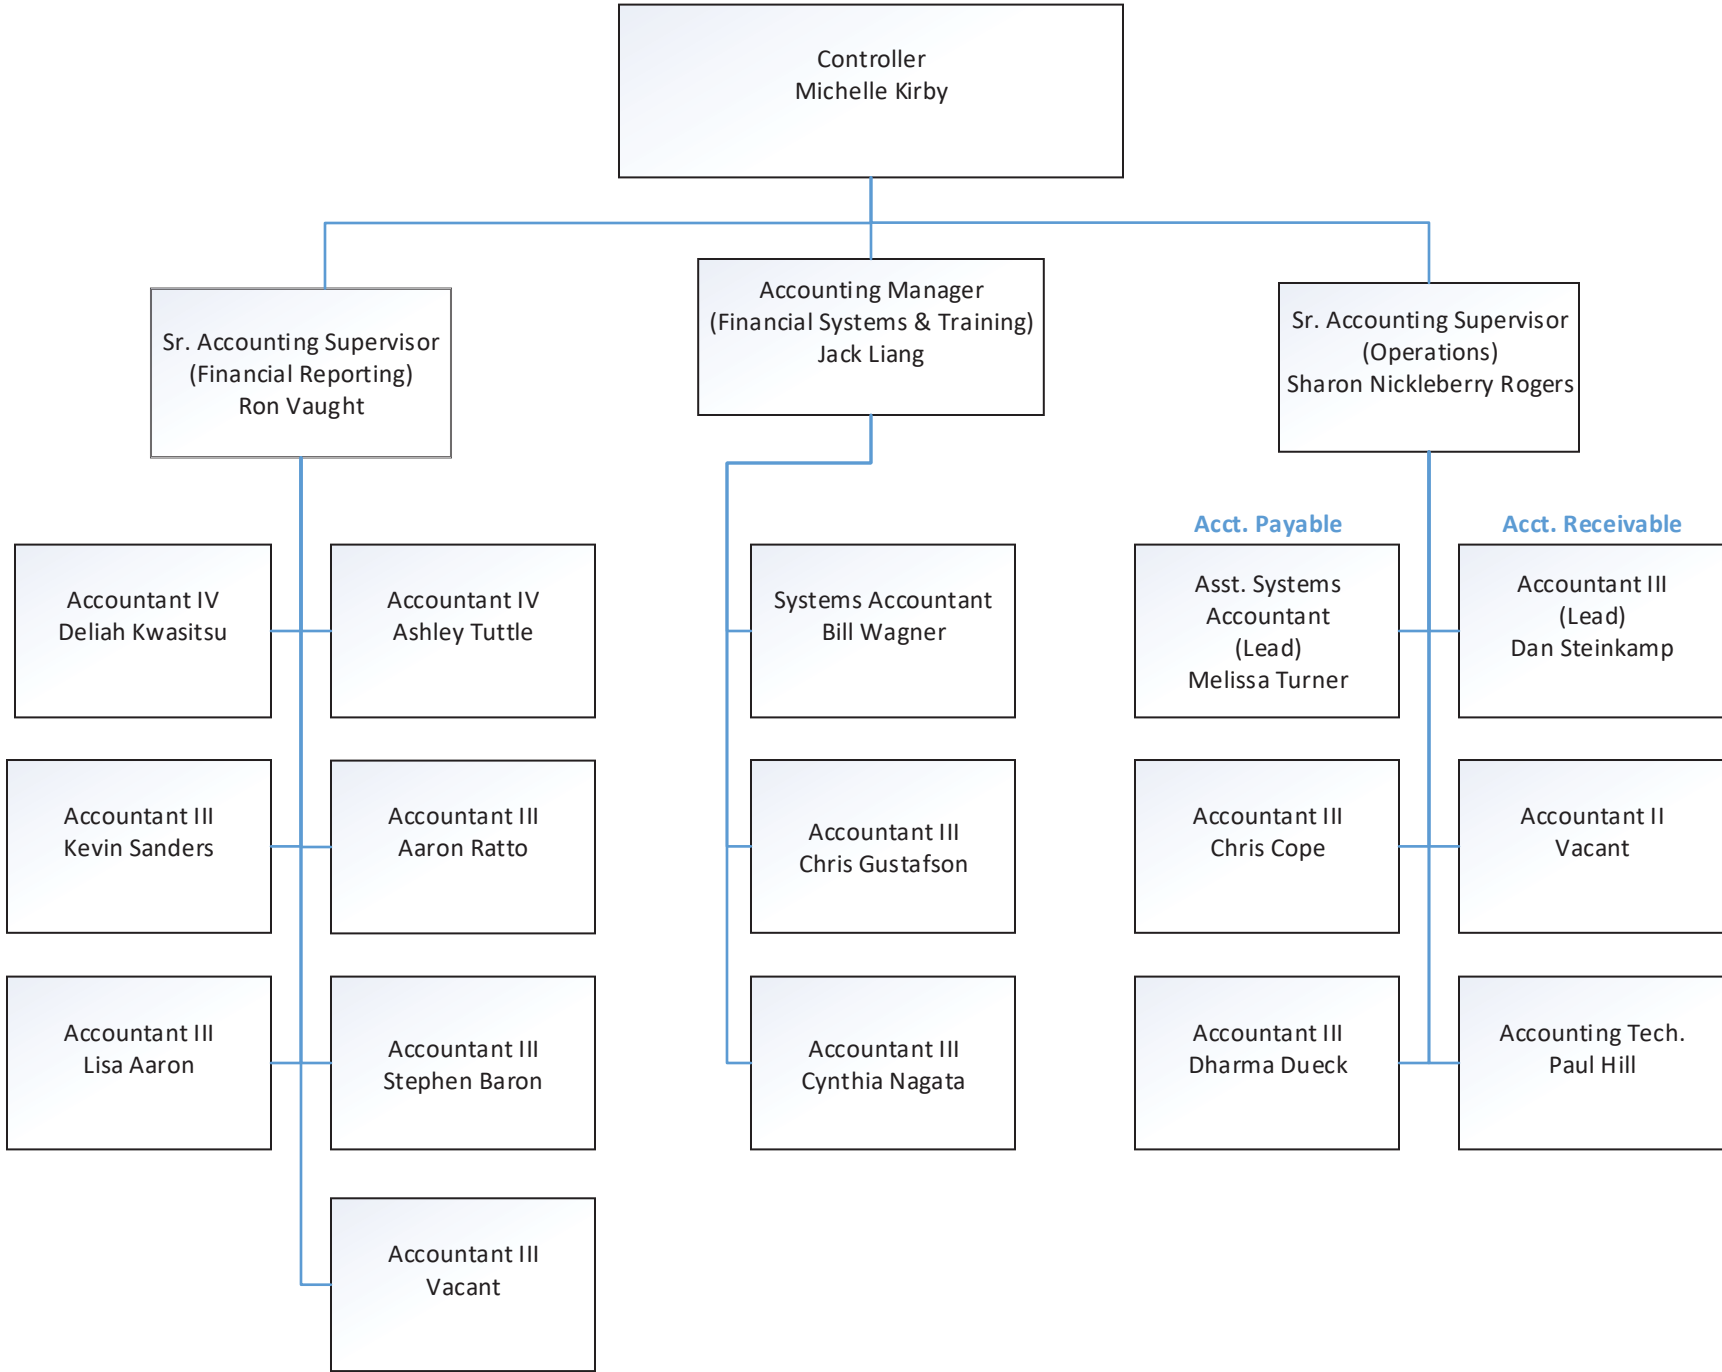 Controller
Michelle Kirby
Sr. Accounting Supervisor
(Financial Reporting)
Ron Vaught
Accounting Manager
(Financial Systems & Training)
Jack Liang
Sr. Accounting Supervisor
(Operations)
Sharon Nickleberry Rogers
Acct. Payable
Acct. Receivable
Accountant IV
Deliah Kwasitsu
Accountant IV
Ashley Tuttle
Systems Accountant
Bill Wagner
Asst. Systems
Accountant
(Lead)
Melissa Turner
Accountant III
(Lead)
Dan Steinkamp
Accountant III
Kevin Sanders
Accountant III
Aaron Ratto
Accountant III
Chris Gustafson
Accountant III
Chris Cope
Accountant II
Vacant
Accountant III
Lisa Aaron
Accountant III
Stephen Baron
Accountant III
Cynthia Nagata
Accountant III
Dharma Dueck
Accounting Tech.
Paul Hill
Accountant III
Vacant